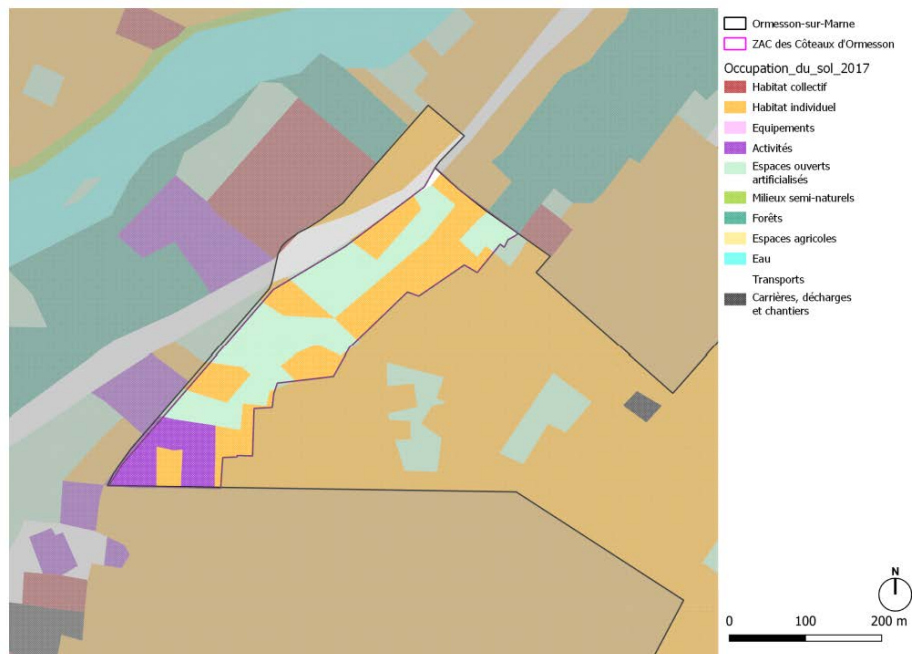 Ormesson-sur-Marne
ZAC des Côteaux d'Ormesson
Occupation_du_sol_2017
Habitat collectif
Habitat individuel
Equipements
Activités
Espaces ouverts
artificialisés
Milieux semi-naturels
Forêts
Espaces agricoles
Eau
Transports
Carrières, décharges
et chantiers
N
0 100 200 m